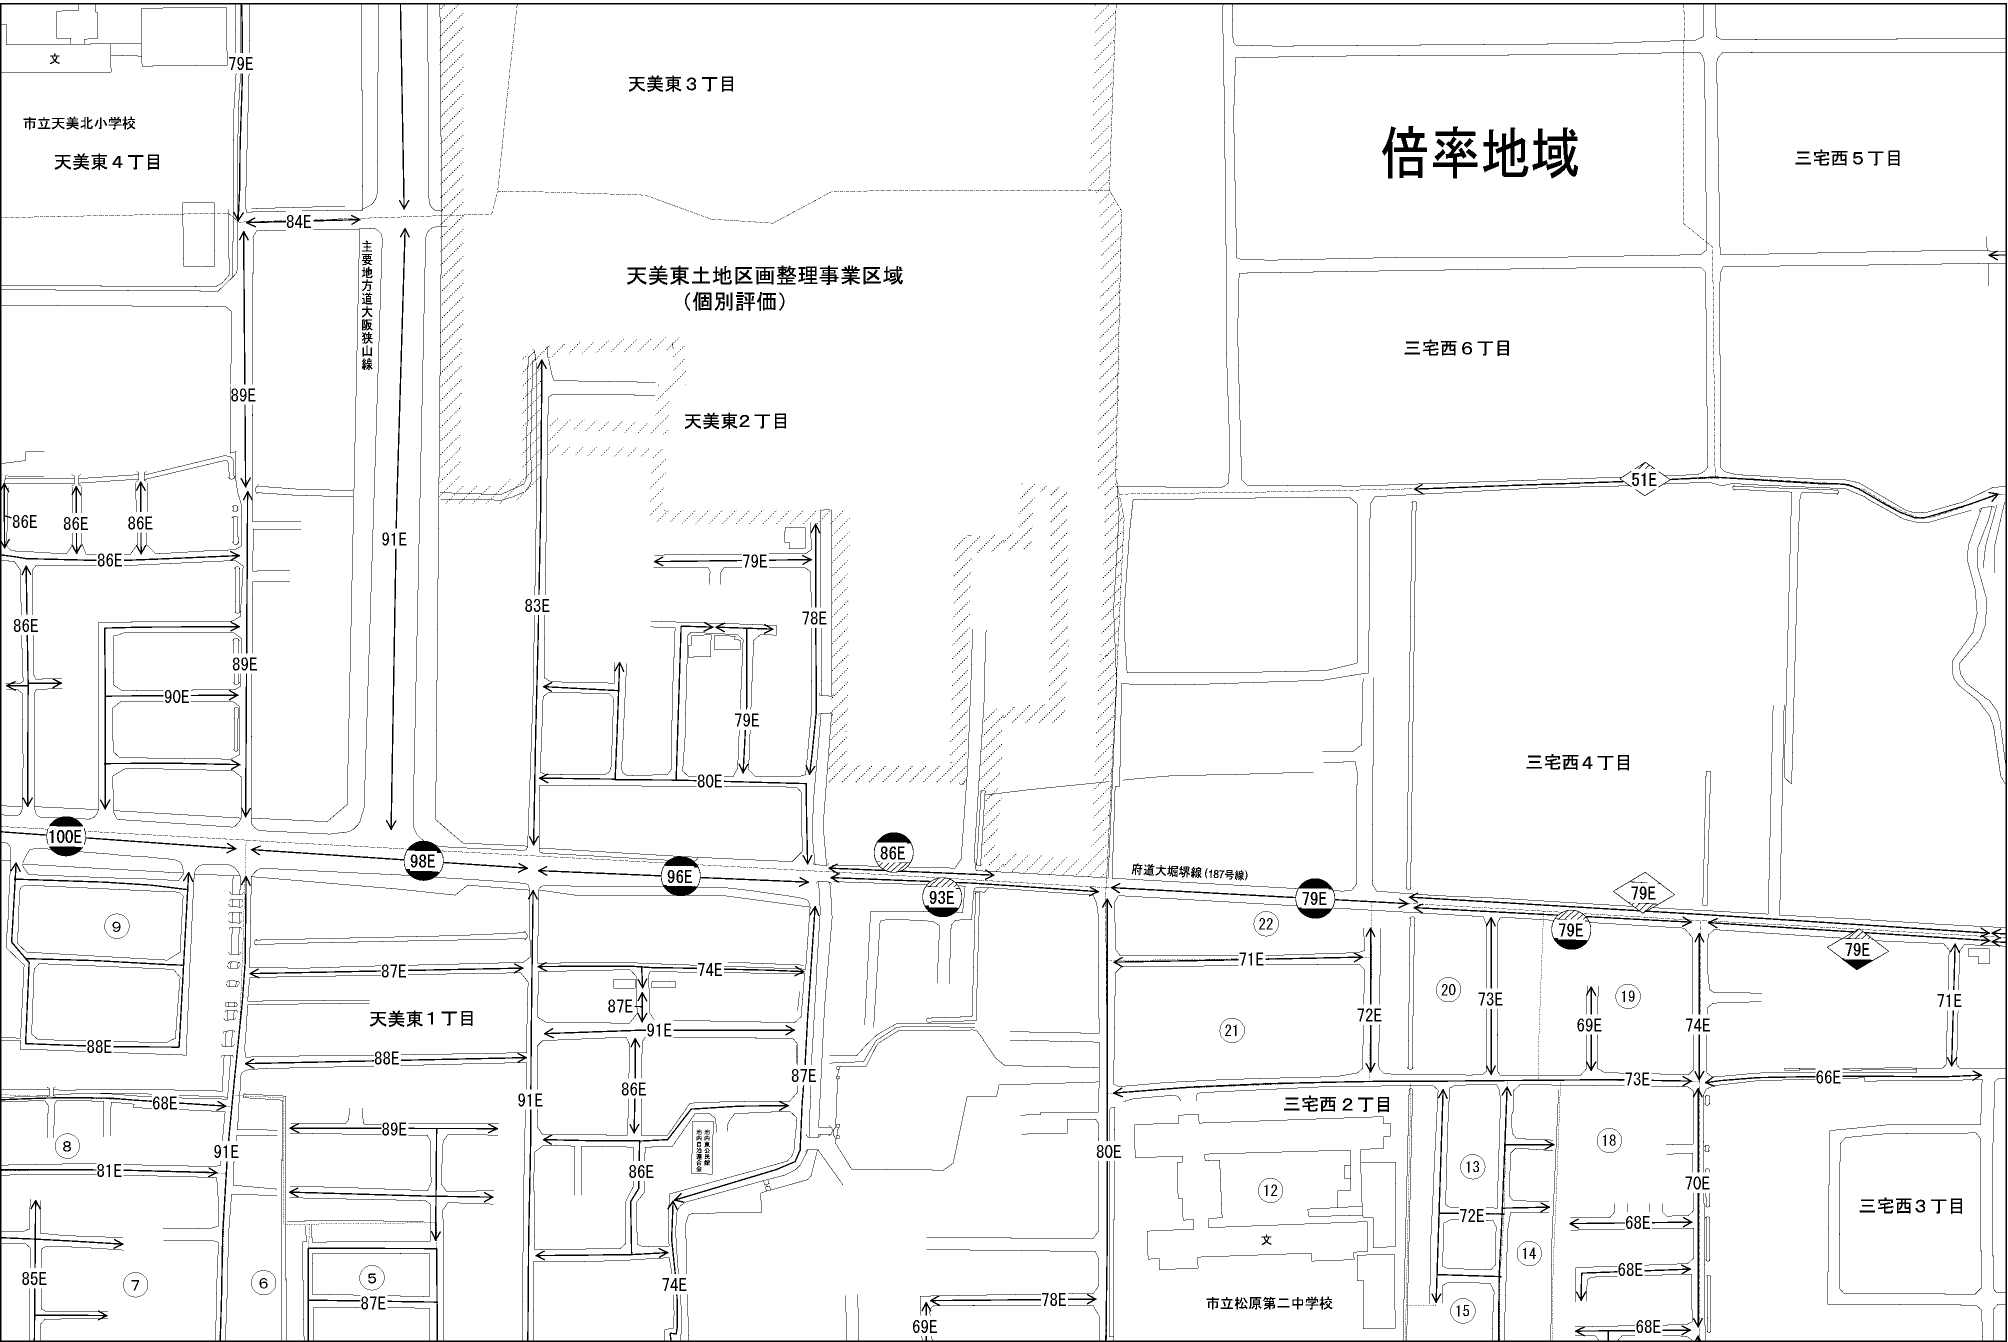 文
79E
市立天美北小学校
天美東4丁目
天美東3丁目
倍率地域
三宅西5丁目
84E
主要地方道大阪狭山線
天美東土地区画整理事業区域
(個別評価)
三宅西6丁目
89E
天美東2丁目
51E
86E
86E
86E
91E
86E
79E
83E
78E
86E
89E
90E
79E
三宅西4丁目
80E
100E
98E
96E
86E
93E
府道大堀堺線(187号線)
79E
79E
79E
79E
9
22
87E
74E
71E
20
73E
19
71E
87E
天美東1丁目
91E
21
72E
69E
74E
88E
88E
86E
87E
73E
66E
68E
91E
三宅西2丁目
89E
8
91E
80E
18
81E
86E
12
13
70E
三宅西3丁目
72E
68E
文
14
85E
7
6
5
74E
68E
87E
78E
市立松原第二中学校
15
69E
68E